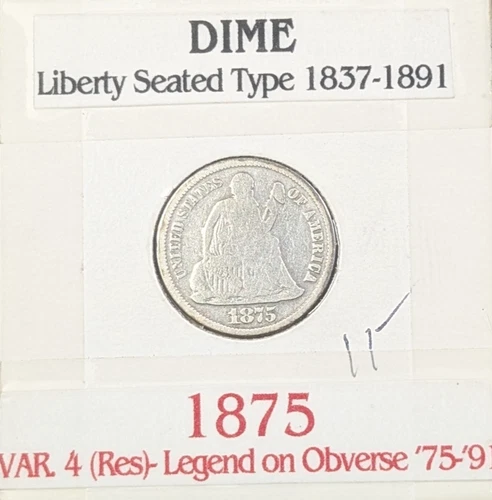 DIME
Liberty Seated Type 1837-1891
UNITED STATES OF AMERICA
1875
11-
1875
VAR. 4 (Res)- Legend on Obverse '75-'91